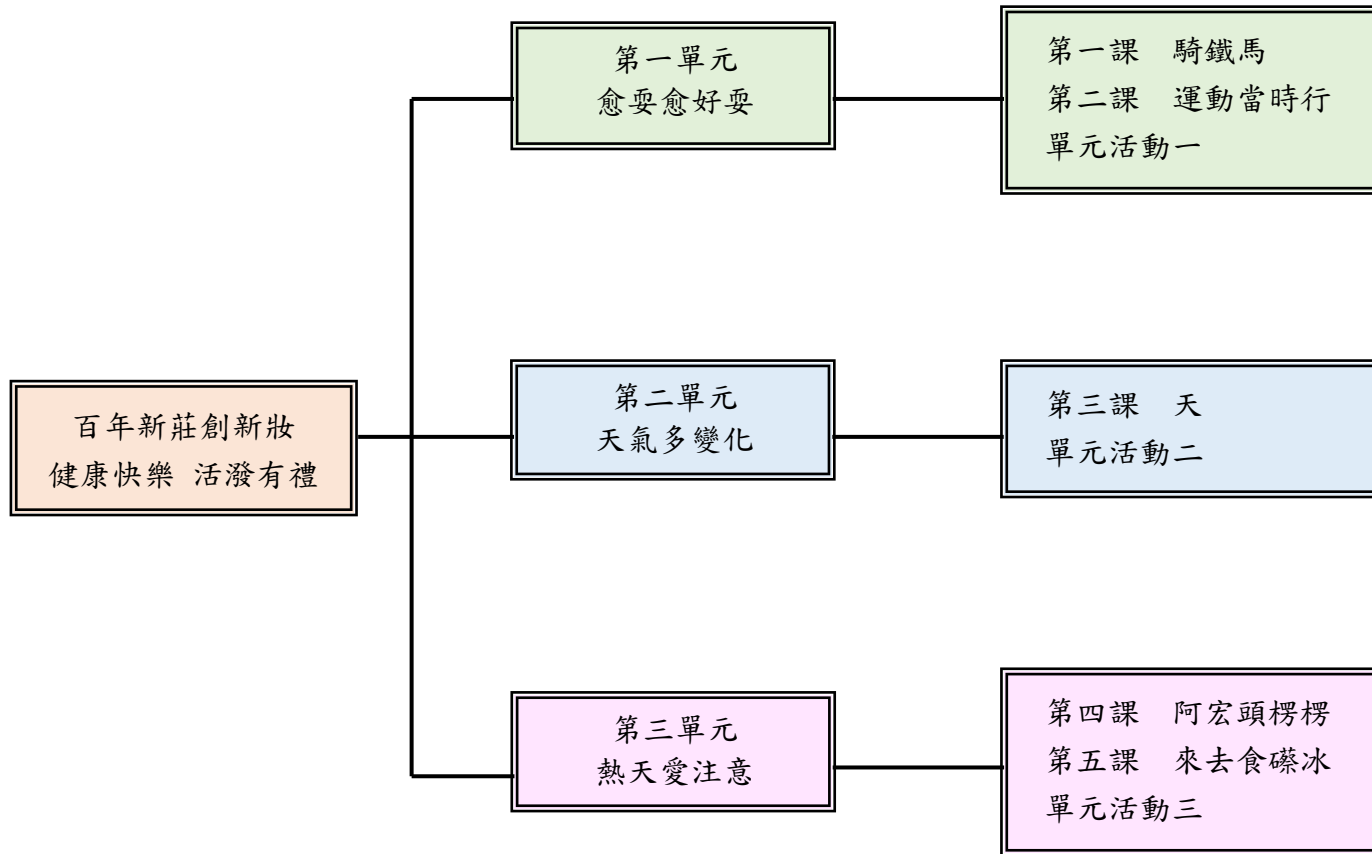 百年新莊創新妝
健康快樂 活潑有禮
第一單元
愈耍愈好耍
第一課　騎鐵馬
第二課　運動當時行
單元活動一
第二單元
天氣多變化
第三課　天
單元活動二
第三單元
熱天愛注意
第四課　阿宏頭楞楞
第五課　來去食礤冰
單元活動三